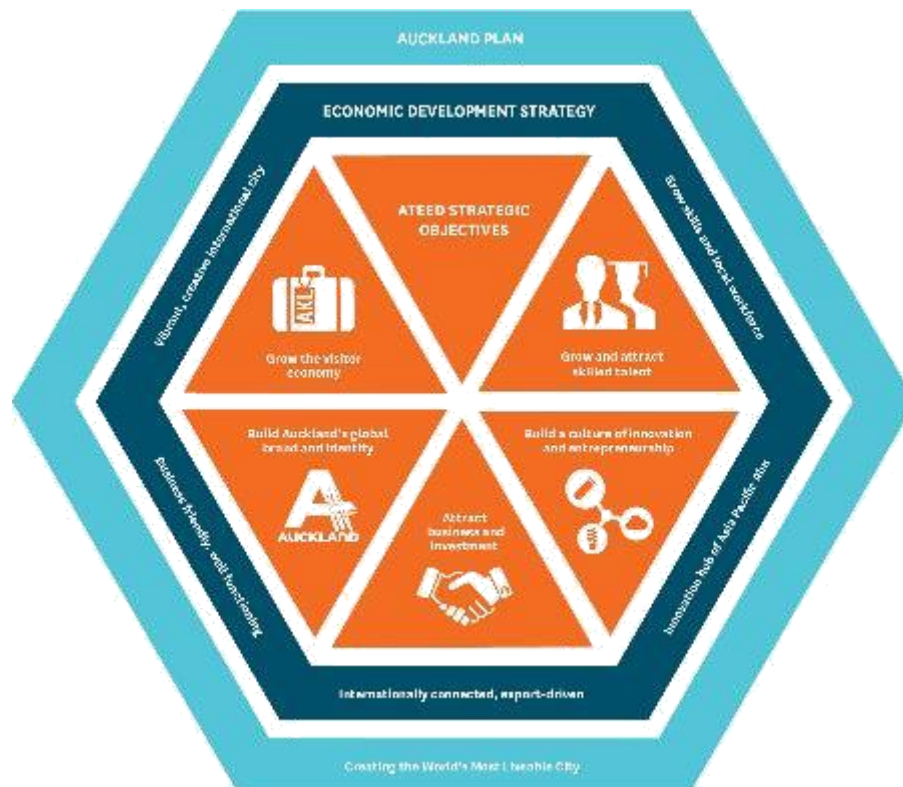 AUCKLAND PLAN
ECONOMIC DEVELOPMENT STRATEGY
Vibrant, creative international city
Grow skills and local workforce
ATEED STRATEGIC
OBJECTIVES
AKL
Grow the visitor
economy
Grow and attract
skilled talent
Build Auckland's global
brand and identity
AUCKLAND
Attract
business and
investment
Build a culture of innovation
and entrepreneurship
Business friendly, well functioning
Innovation hub of Asia Pacific Rim
Internationally connected, export-driven
Creating the World's Most Liveable City